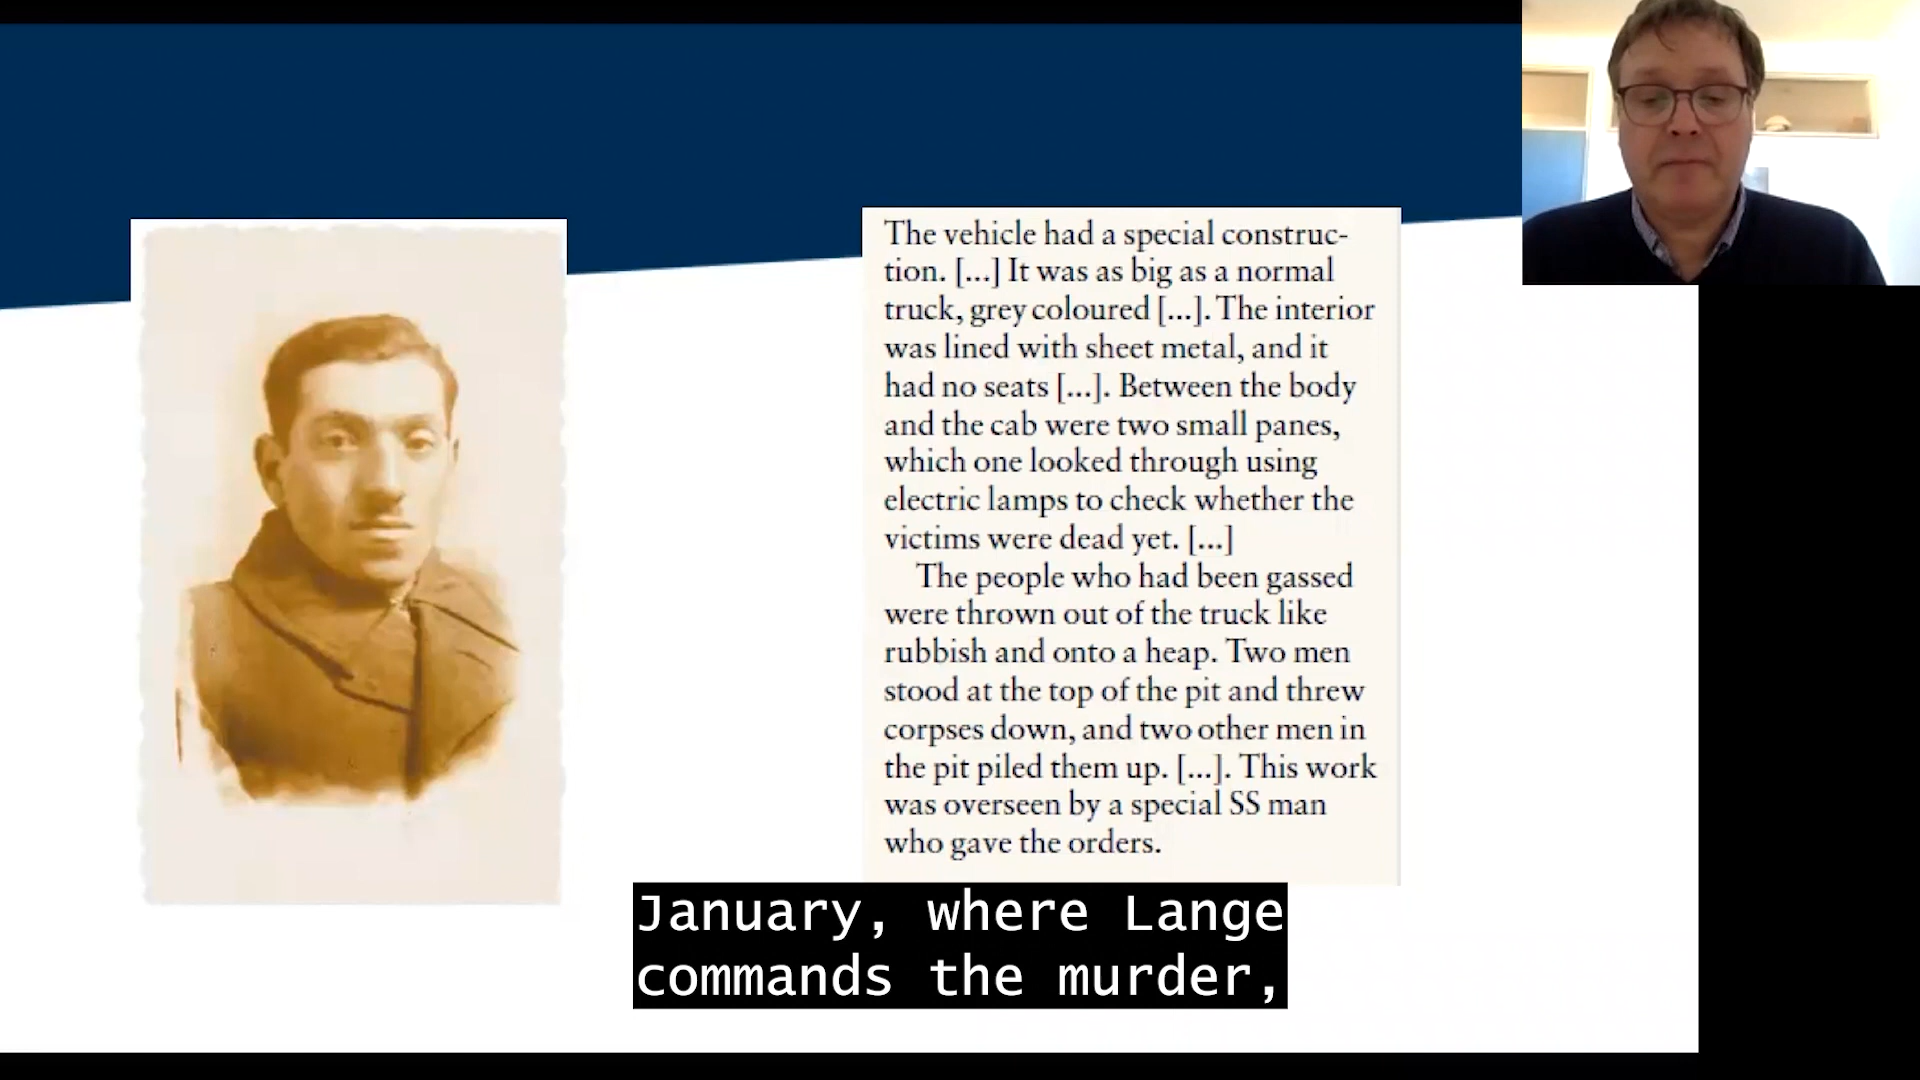 The vehicle had a special construc-
tion. [...] It was as big as a normal
truck, grey coloured [...]. The interior
was lined with sheet metal, and it
had no seats [...]. Between the body
and the cab were two small panes,
which one looked through using
electric lamps to check whether the
victims were dead yet. [...]
The people who had been gassed
were thrown out of the truck like
rubbish and onto a heap. Two men
stood at the top of the pit and threw
corpses down, and two other men in
the pit piled them up. [...]. This work
was overseen by a special SS man
who gave the orders.
January, where Lange
commands the murder,